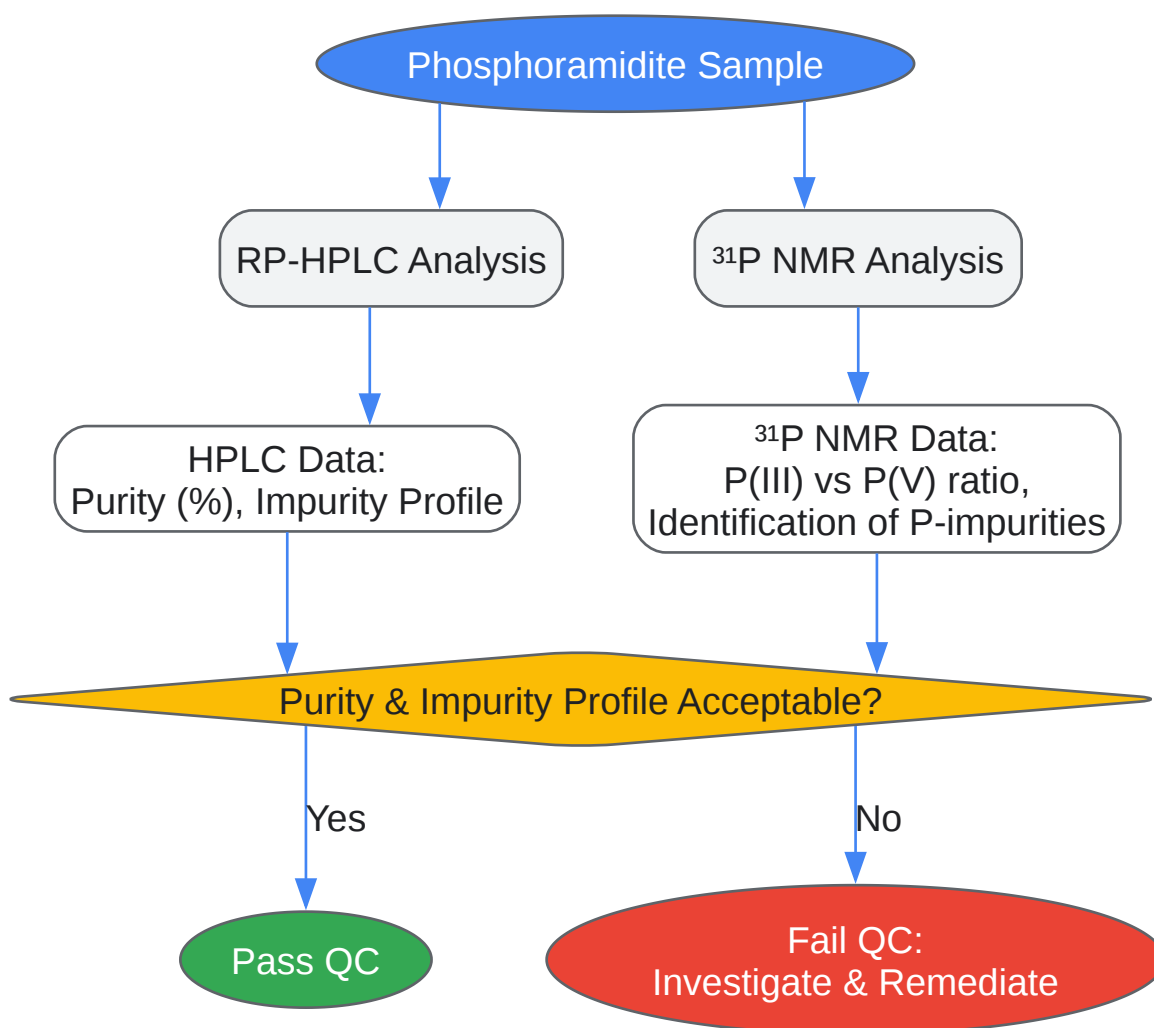 Phosphoramidite Sample
RP-HPLC Analysis
³¹P NMR Analysis
HPLC Data:
Purity (%), Impurity Profile
³¹P NMR Data:
P(III) vs P(V) ratio,
Identification of P-impurities
Purity & Impurity Profile Acceptable?
Yes
No
Pass QC
Fail QC:
Investigate & Remediate